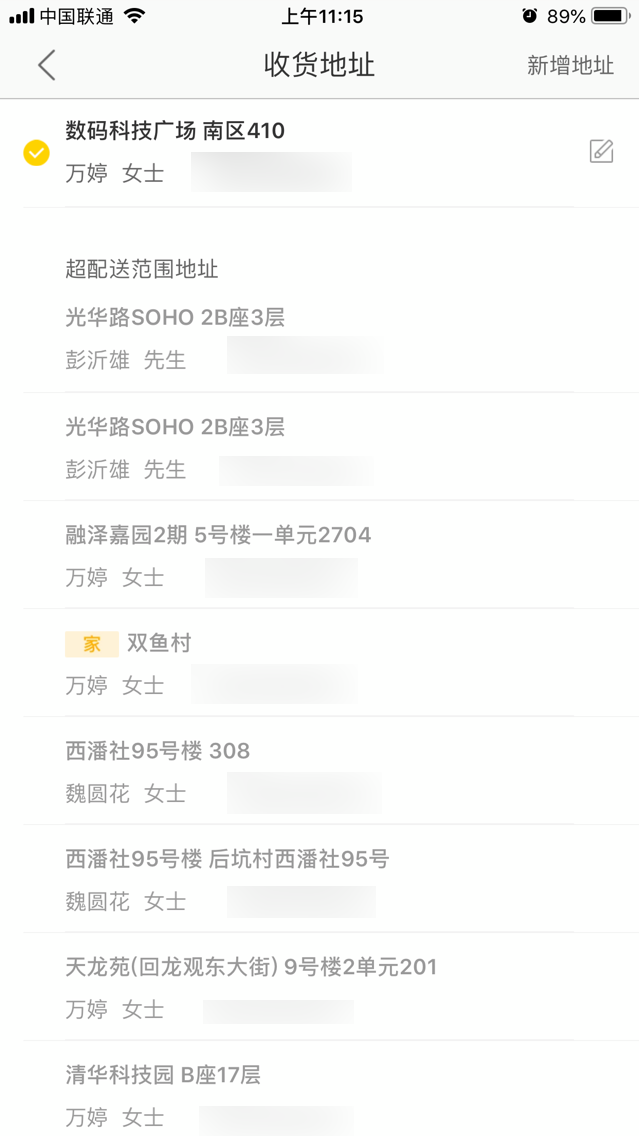 中国联通 上午11:15 89%
收货地址 新增地址
数码科技广场 南区410
万婷 女士
超配送范围地址
光华路SOHO 2B座3层
彭沂雄 先生
光华路SOHO 2B座3层
彭沂雄 先生
融泽嘉园2期 5号楼一单元2704
万婷 女士
家 双鱼村
万婷 女士
西潘社95号楼 308
魏圆花 女士
西潘社95号楼 后坑村西潘社95号
魏圆花 女士
天龙苑(回龙观东大街) 9号楼2单元201
万婷 女士
清华科技园 B座17层
万婷 女士